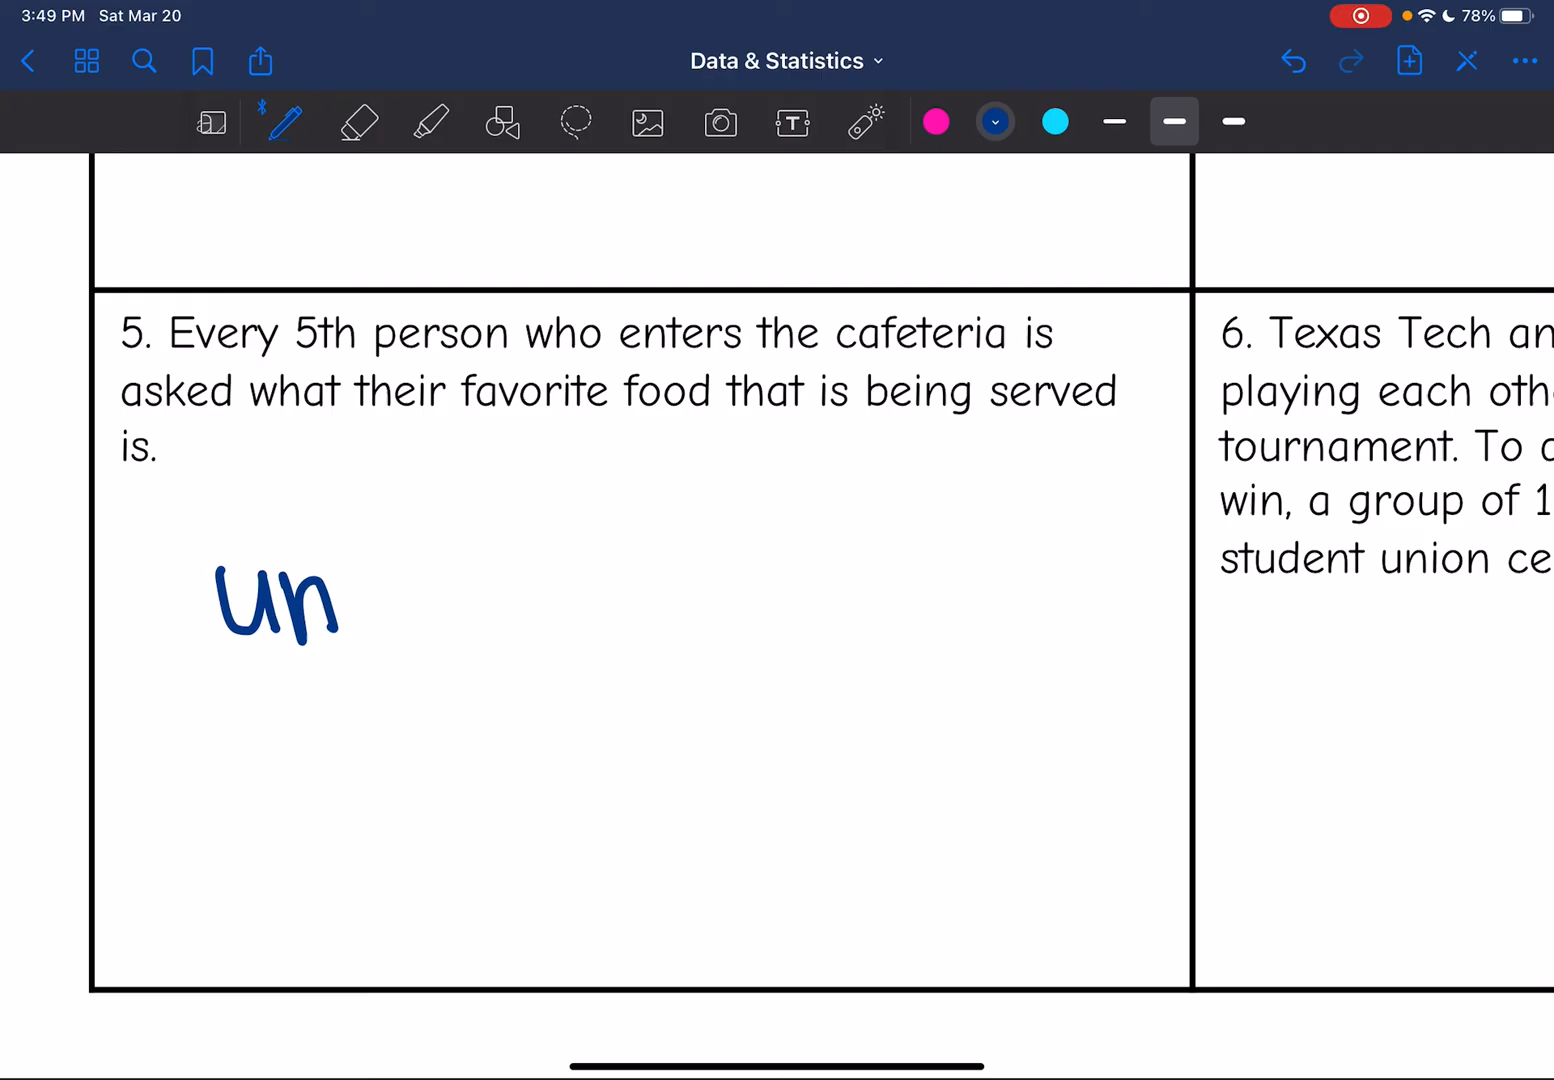 3:49 PM Sat Mar 20
78%
Data & Statistics
T
5. Every 5th person who enters the cafeteria is
asked what their favorite food that is being served
is.
un
6. Texas Tech an
playing each oth
tournament. To
win, a group of 1
student union ce